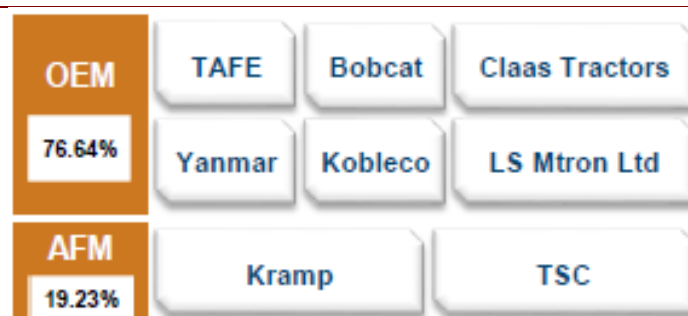 OEM
76.64%
TAFE
Bobcat
Claas Tractors
Yanmar
Kobleco
LS Mtron Ltd
AFM
19.23%
Kramp
TSC